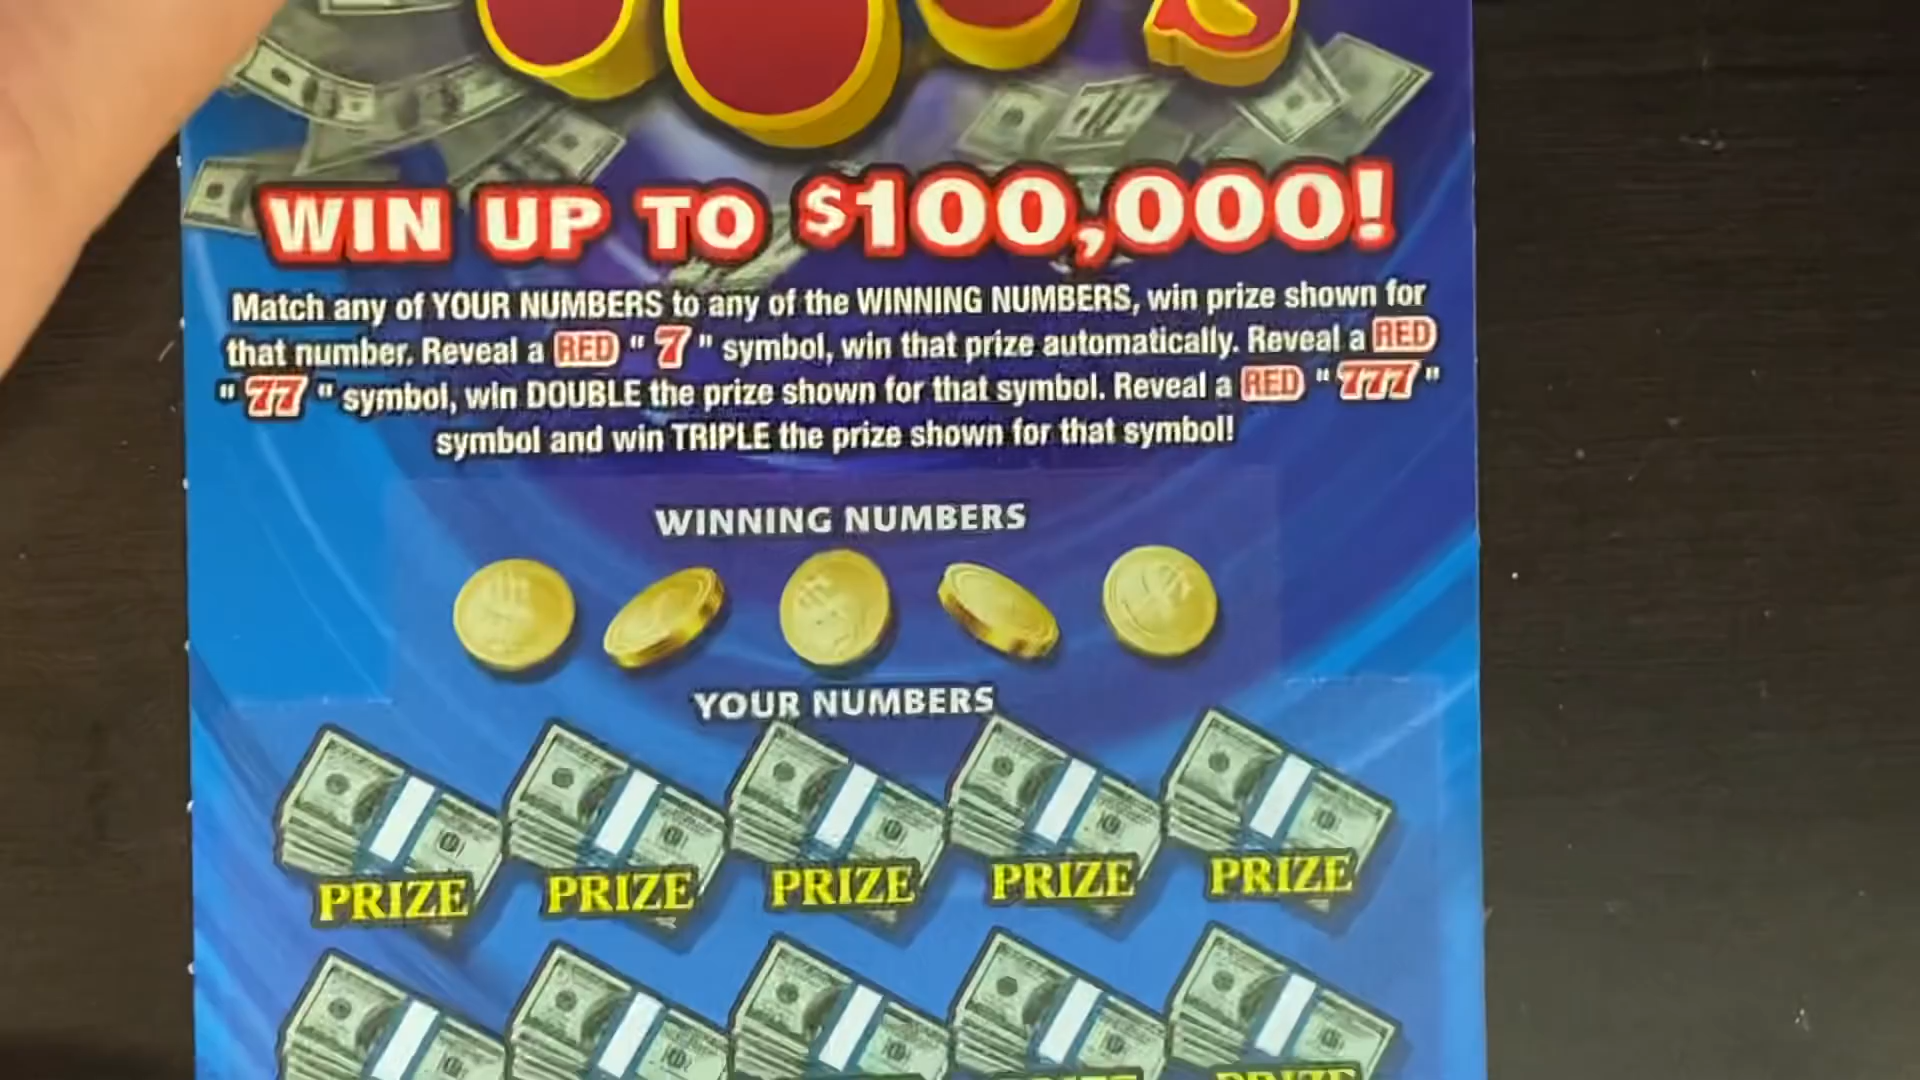 WIN UP TO $100,000!
Match any of YOUR NUMBERS to any of the WINNING NUMBERS, win prize shown for
that number. Reveal a RED "7" symbol, win that prize automatically. Reveal a RED
"77" symbol, win DOUBLE the prize shown for that symbol. Reveal a RED "777"
symbol and win TRIPLE the prize shown for that symbol!
WINNING NUMBERS
YOUR NUMBERS
PRIZE PRIZE PRIZE PRIZE PRIZE
PRIZE